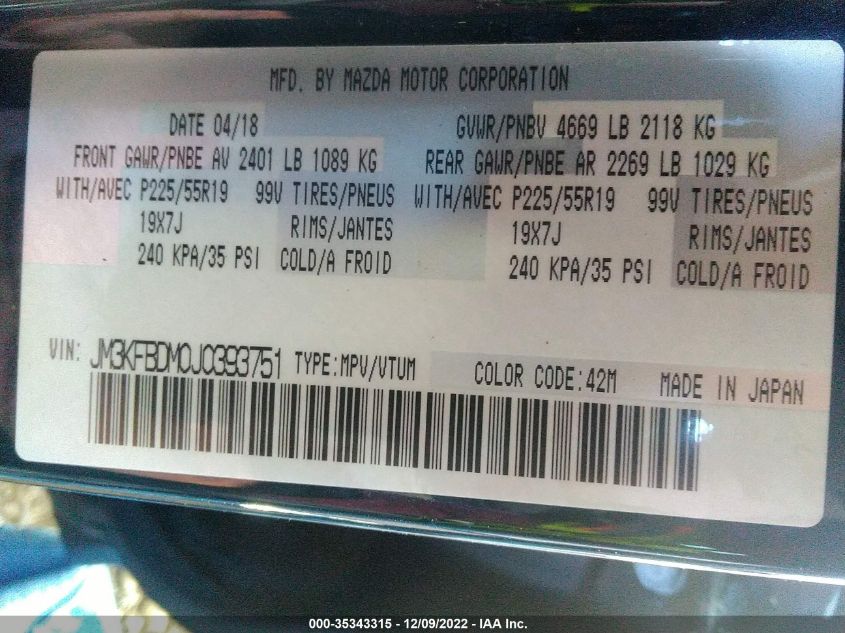 MFD. BY MAZDA MOTOR CORPORATION
DATE 04/18 GVWR/PNBV 4669 LB 2118 KG
FRONT GAWR/PNBE AV 2401 LB 1089 KG REAR GAWR/PNBE AR 2269 LB 1029 KG
WITH/AVEC P225/55R19 99V TIRES/PNEUS WITH/AVEC P225/55R19 99V TIRES/PNEUS
19X7J RIMS/JANTES 19X7J RIMS/JANTES
240 KPA/35 PSI COLD/A FROID 240 KPA/35 PSI COLD/A FROID
VIN: JM3KFBDM0J0393751 TYPE:MPV/VTUM COLOR CODE:42M MADE IN JAPAN
000-35343315 - 12/09/2022 - IAA Inc.